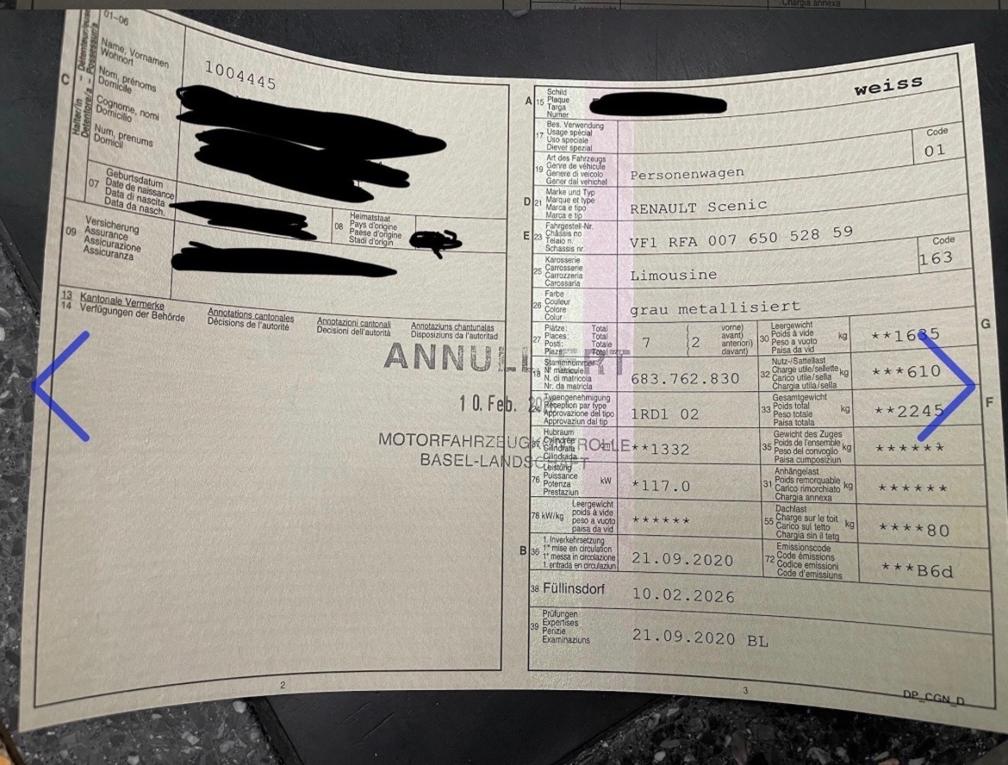 Chargia annexa
01-06
C
Halter/in
Détenteur/trice
Detentore/a - Possessur/a
Name, Vornamen
Wohnort
Nom, prénoms
Domicile
Cognome, nomi
Domicilio
Num, prenums
Domicil
1004445
07
Geburtsdatum
Date de naissance
Data di nascita
Data da nasch.
08
Heimatstaat
Pays d'origine
Paese d'origine
Stadi d'origin
09
Versicherung
Assurance
Assicurazione
Assicuranza
13 Kantonale Vermerke
14 Verfügungen der Behörde
Annotations cantonales
Décisions de l'autorité
Annotazioni cantonali
Decisioni dell'autorità
Annotaziuns chantunalas
Disposiziuns da l'autoritad
ANNULLIERT
10. Feb.
MOTORFAHRZEUGKONTROLLE
BASEL-LANDSCHAFT
2
weiss
A 15
Schild
Plaque
Targa
Numer
17
Bes. Verwendung
Usage spécial
Uso speciale
Diever spezial
19
Art des Fahrzeugs
Genre de véhicule
Genere di veicolo
Gener dal vehichel
Personenwagen
Code
01
D 21
Marke und Typ
Marque et type
Marca e tipo
Marca e tip
RENAULT Scenic
E 23
Fahrgestell-Nr.
Châssis no
Telaio n.
Schassis nr.
VF1 RFA 007 650 528 59
25
Karosserie
Carrosserie
Carrozzeria
Carossaria
Limousine
Code
163
26
Farbe
Couleur
Colore
Colur
grau metallisiert
27
Plätze: Total
Places: Total
Posti: Totale
Plazs: Total
7 (2
vorne)
avant)
anteriori)
davant)
G
30
Leergewicht
Poids à vide
Peso a vuoto
Paisa da vid
kg
**1635
18
Stammnummer
N° matricule
N. di matricola
Nr. da matricla
683.762.830
32
Nutz-/Sattellast
Charge utile/sellette
Carico utile/sella
Chargia utila/sella
kg
***610
24
Typengenehmigung
Réception par type
Approvazione del tipo
Approvaziun dal tip
1RD1 02
F
33
Gesamtgewicht
Poids total
Peso totale
Paisa totala
kg
**2245
Hubraum
Cylindrée
Cilindrata
Cilindrada
**1332
35
Gewicht des Zuges
Poids de l'ensemble
Peso del convoglio
Paisa cumposiziun
kg
******
76
Leistung
Puissance
Potenza
Prestaziun
kW
*117.0
31
Anhängelast
Poids remorquable
Carico rimorchiato
Chargia annexa
kg
******
78 kW/kg
Leergewicht
poids à vide
peso a vuoto
paisa da vid
******
55
Dachlast
Charge sur le toit
Carico sul tetto
Chargia sin il tetg
kg
****80
B 36
1. Inverkehrsetzung
1re mise en circulation
1a messa in circolazione
1. entrada en circulaziun
21.09.2020
72
Emissionscode
Code émissions
Codice emissioni
Code d'emissiuns
***B6d
38 Füllinsdorf
10.02.2026
39
Prüfungen
Expertises
Perizie
Examinaziuns
21.09.2020 BL
3
DP_CGN_D